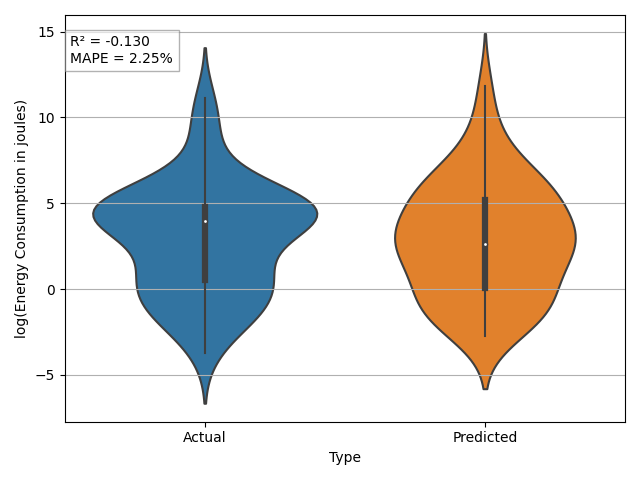 R² = -0.130
MAPE = 2.25%
15
10
5
0
−5
log(Energy Consumption in joules)
Actual
Predicted
Type